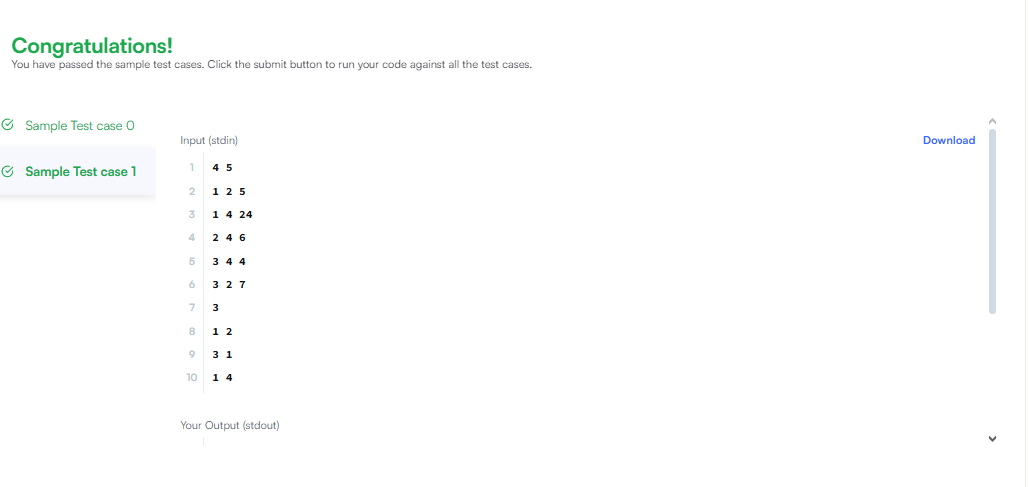 Congratulations!
You have passed the sample test cases. Click the submit button to run your code against all the test cases.
Sample Test case 0
Sample Test case 1
Input (stdin)
Download
1 4 5
2 1 2 5
3 1 4 24
4 2 4 6
5 3 4 4
6 3 2 7
7 3
8 1 2
9 3 1
10 1 4
Your Output (stdout)